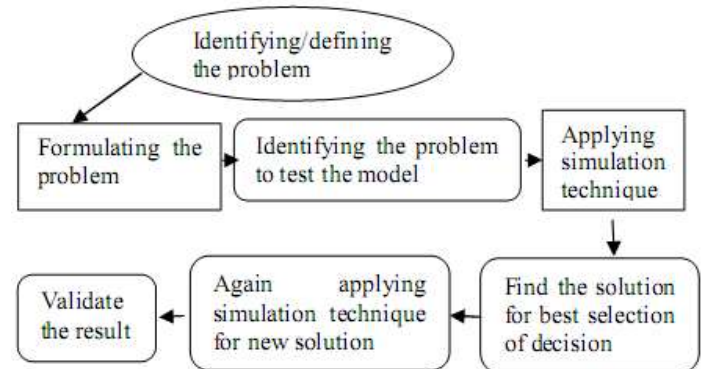 Identifying/defining
the problem
Formulating the
problem
Identifying the problem
to test the model
Applying
simulation
technique
Find the solution
for best selection
of decision
Again applying
simulation technique
for new solution
Validate
the result